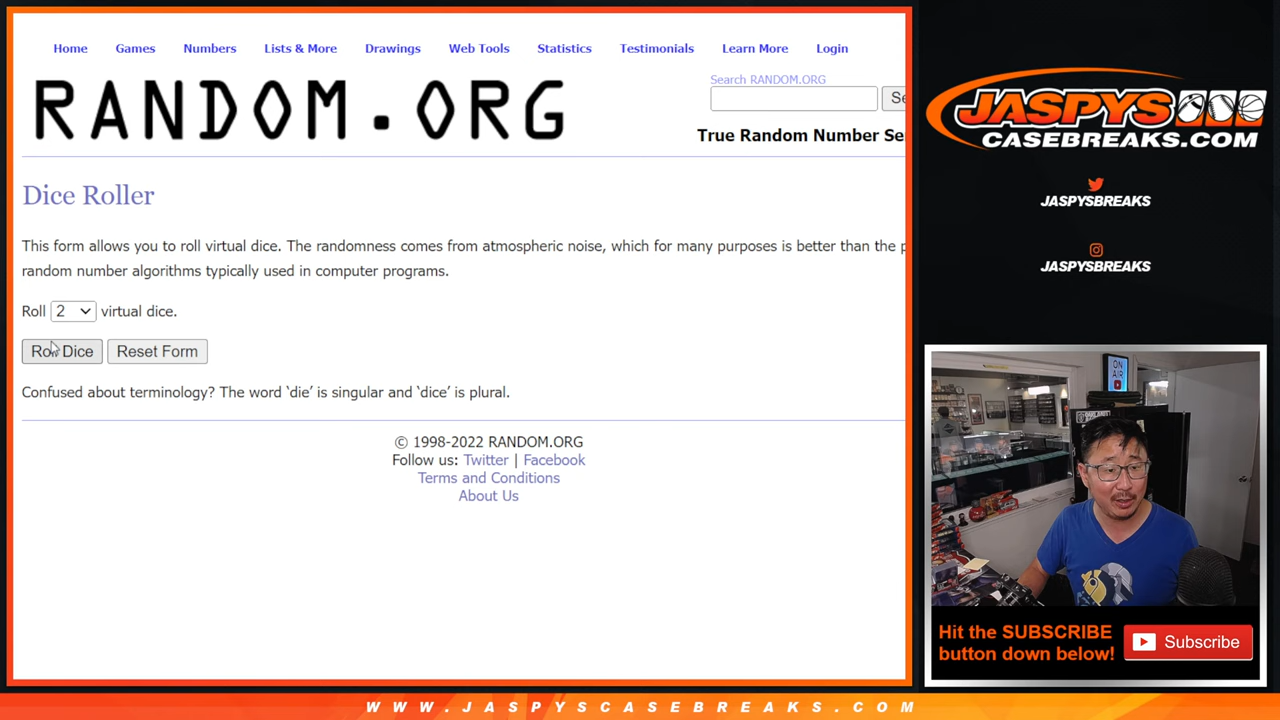 Home Games Numbers Lists & More Drawings Web Tools Statistics Testimonials Learn More Login
RANDOM.ORG
Search RANDOM.ORG
Se
True Random Number Se
Dice Roller
This form allows you to roll virtual dice. The randomness comes from atmospheric noise, which for many purposes is better than the p
random number algorithms typically used in computer programs.
Roll 2 virtual dice.
Roll Dice Reset Form
Confused about terminology? The word ‘die’ is singular and ‘dice’ is plural.
© 1998-2022 RANDOM.ORG
Follow us: Twitter | Facebook
Terms and Conditions
About Us
JASPYS
CASEBREAKS.COM
JASPYSBREAKS
JASPYSBREAKS
ON
AIR
Hit the SUBSCRIBE
button down below!
Subscribe
WWW.JASPYSCASEBREAKS.COM